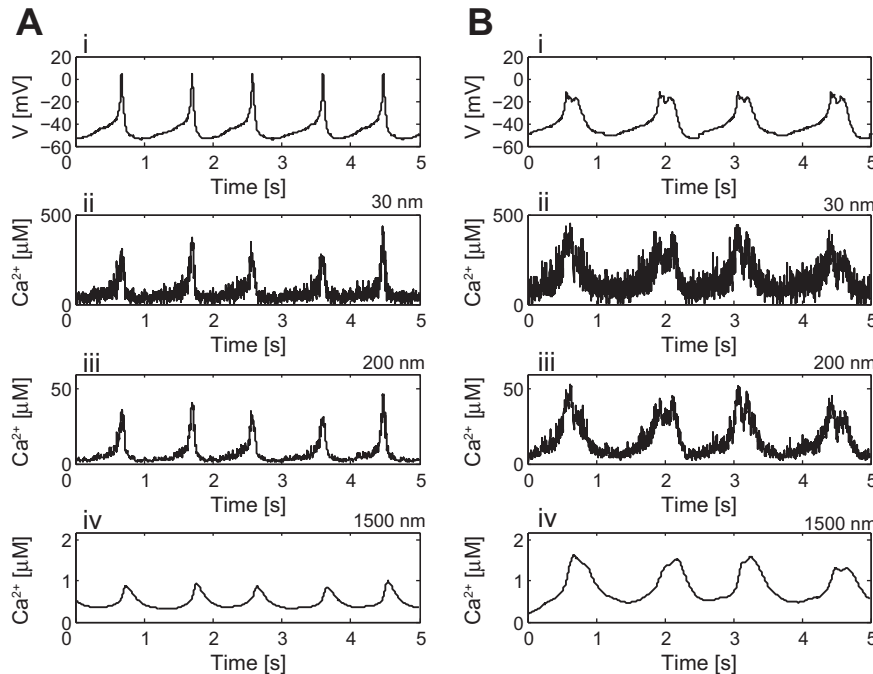 A
i
V [mV]
20
0
−20
−40
−60
0 1 2 3 4 5
Time [s]
ii
30 nm
Ca²⁺ [μM]
500
0
0 1 2 3 4 5
Time [s]
iii
200 nm
Ca²⁺ [μM]
50
0
0 1 2 3 4 5
Time [s]
iv
1500 nm
Ca²⁺ [μM]
2
1
0
0 1 2 3 4 5
Time [s]
B
i
V [mV]
20
0
−20
−40
−60
0 1 2 3 4 5
Time [s]
ii
30 nm
Ca²⁺ [μM]
500
0
0 1 2 3 4 5
Time [s]
iii
200 nm
Ca²⁺ [μM]
50
0
0 1 2 3 4 5
Time [s]
iv
1500 nm
Ca²⁺ [μM]
2
1
0
0 1 2 3 4 5
Time [s]